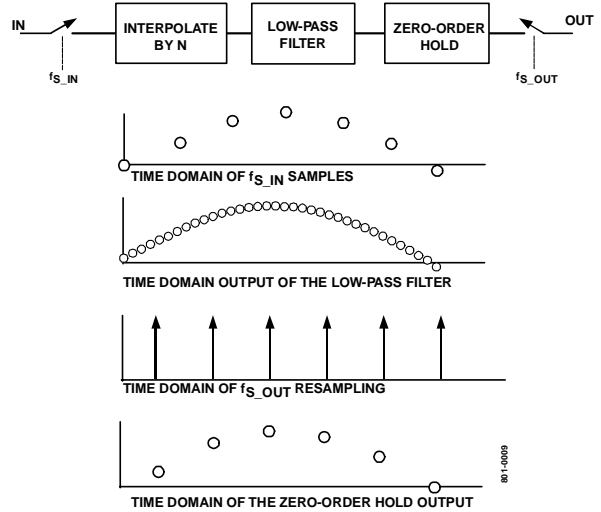 IN
INTERPOLATE
BY N
LOW-PASS
FILTER
ZERO-ORDER
HOLD
OUT
fS_IN
fS_OUT
TIME DOMAIN OF fS_IN SAMPLES
TIME DOMAIN OUTPUT OF THE LOW-PASS FILTER
TIME DOMAIN OF fS_OUT RESAMPLING
801-0009
TIME DOMAIN OF THE ZERO-ORDER HOLD OUTPUT